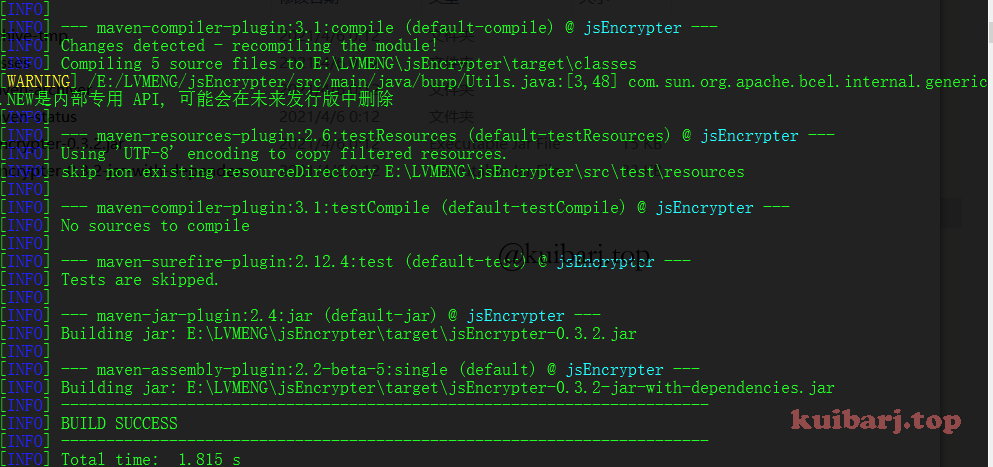 [INFO]
[INFO] --- maven-compiler-plugin:3.1:compile (default-compile) @ jsEncrypter ---
[INFO] Changes detected - recompiling the module!
[INFO] Compiling 5 source files to E:\LVMENG\jsEncrypter\target\classes
[WARNING] /E:/LVMENG/jsEncrypter/src/main/java/burp/Utils.java:[3,48] com.sun.org.apache.bcel.internal.generic
.NEW是内部专用 API, 可能会在未来发行版中删除
[INFO]
[INFO] --- maven-resources-plugin:2.6:testResources (default-testResources) @ jsEncrypter ---
[INFO] Using 'UTF-8' encoding to copy filtered resources.
[INFO] skip non existing resourceDirectory E:\LVMENG\jsEncrypter\src\test\resources
[INFO]
[INFO] --- maven-compiler-plugin:3.1:testCompile (default-testCompile) @ jsEncrypter ---
[INFO] No sources to compile
[INFO]
[INFO] --- maven-surefire-plugin:2.12.4:test (default-test) @ jsEncrypter ---
@kuibarj.top
[INFO] Tests are skipped.
[INFO]
[INFO] --- maven-jar-plugin:2.4:jar (default-jar) @ jsEncrypter ---
[INFO] Building jar: E:\LVMENG\jsEncrypter\target\jsEncrypter-0.3.2.jar
[INFO]
[INFO] --- maven-assembly-plugin:2.2-beta-5:single (default) @ jsEncrypter ---
[INFO] Building jar: E:\LVMENG\jsEncrypter\target\jsEncrypter-0.3.2-jar-with-dependencies.jar
[INFO] ------------------------------------------------------------------------
[INFO] BUILD SUCCESS
kuibarj.top
[INFO] ------------------------------------------------------------------------
[INFO] Total time:  1.815 s